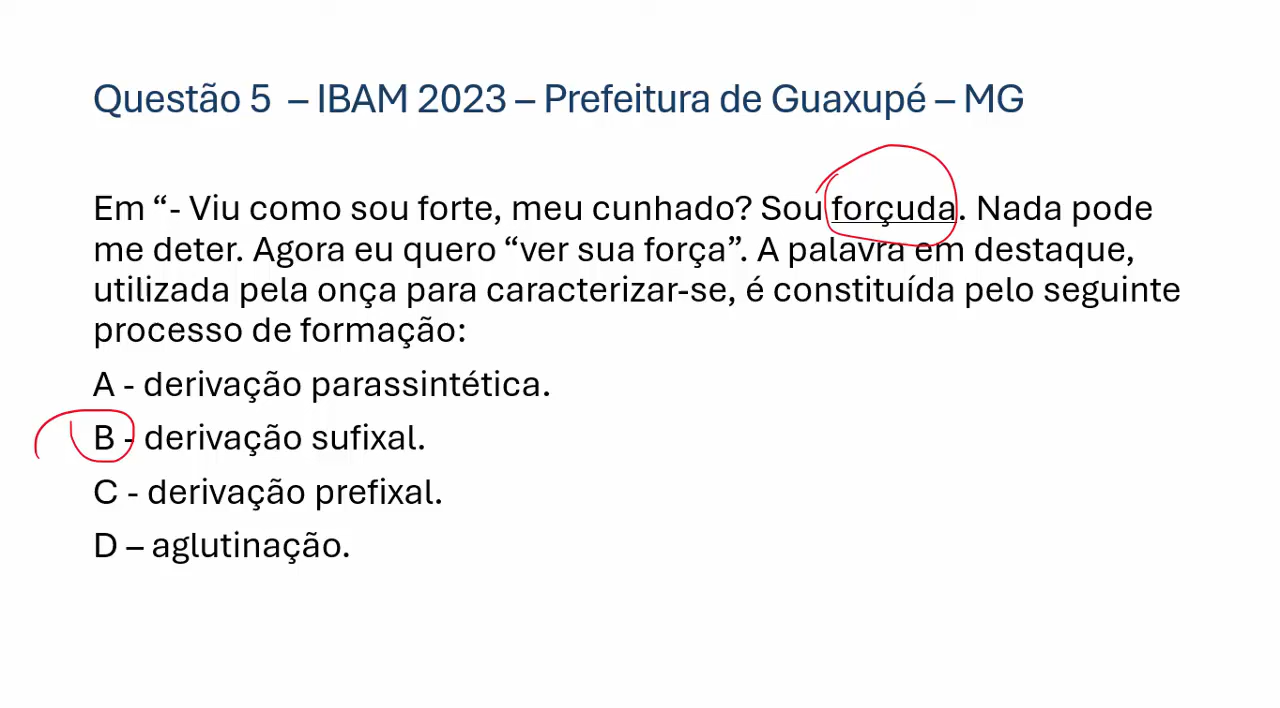 Questão 5 – IBAM 2023 – Prefeitura de Guaxupé – MG
Em “- Viu como sou forte, meu cunhado? Sou forçuda. Nada pode
me deter. Agora eu quero “ver sua força”. A palavra em destaque,
utilizada pela onça para caracterizar-se, é constituída pelo seguinte
processo de formação:
A - derivação parassintética.
B - derivação sufixal.
C - derivação prefixal.
D – aglutinação.